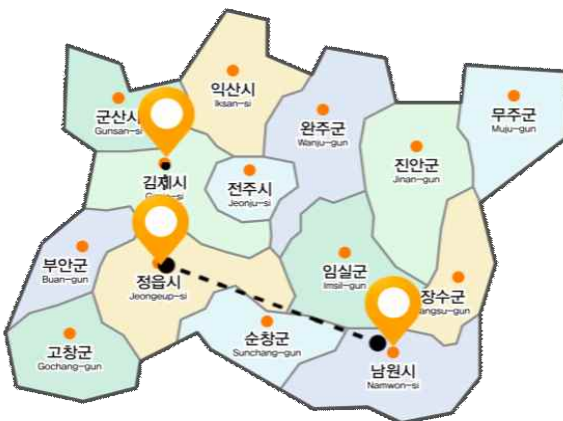 익산시
Iksan-si
군산시
Gunsan-si
완주군
Wanju-gun
무주군
Muju-gun
진안군
Jinan-gun
김제시
전주시
Jeonju-si
부안군
Buan-gun
정읍시
Jeongeup-si
임실군
Imsil-gun
장수군
angsu-gun
순창군
Sunchang-gun
고창군
Gochang-gun
남원시
Namwon-si